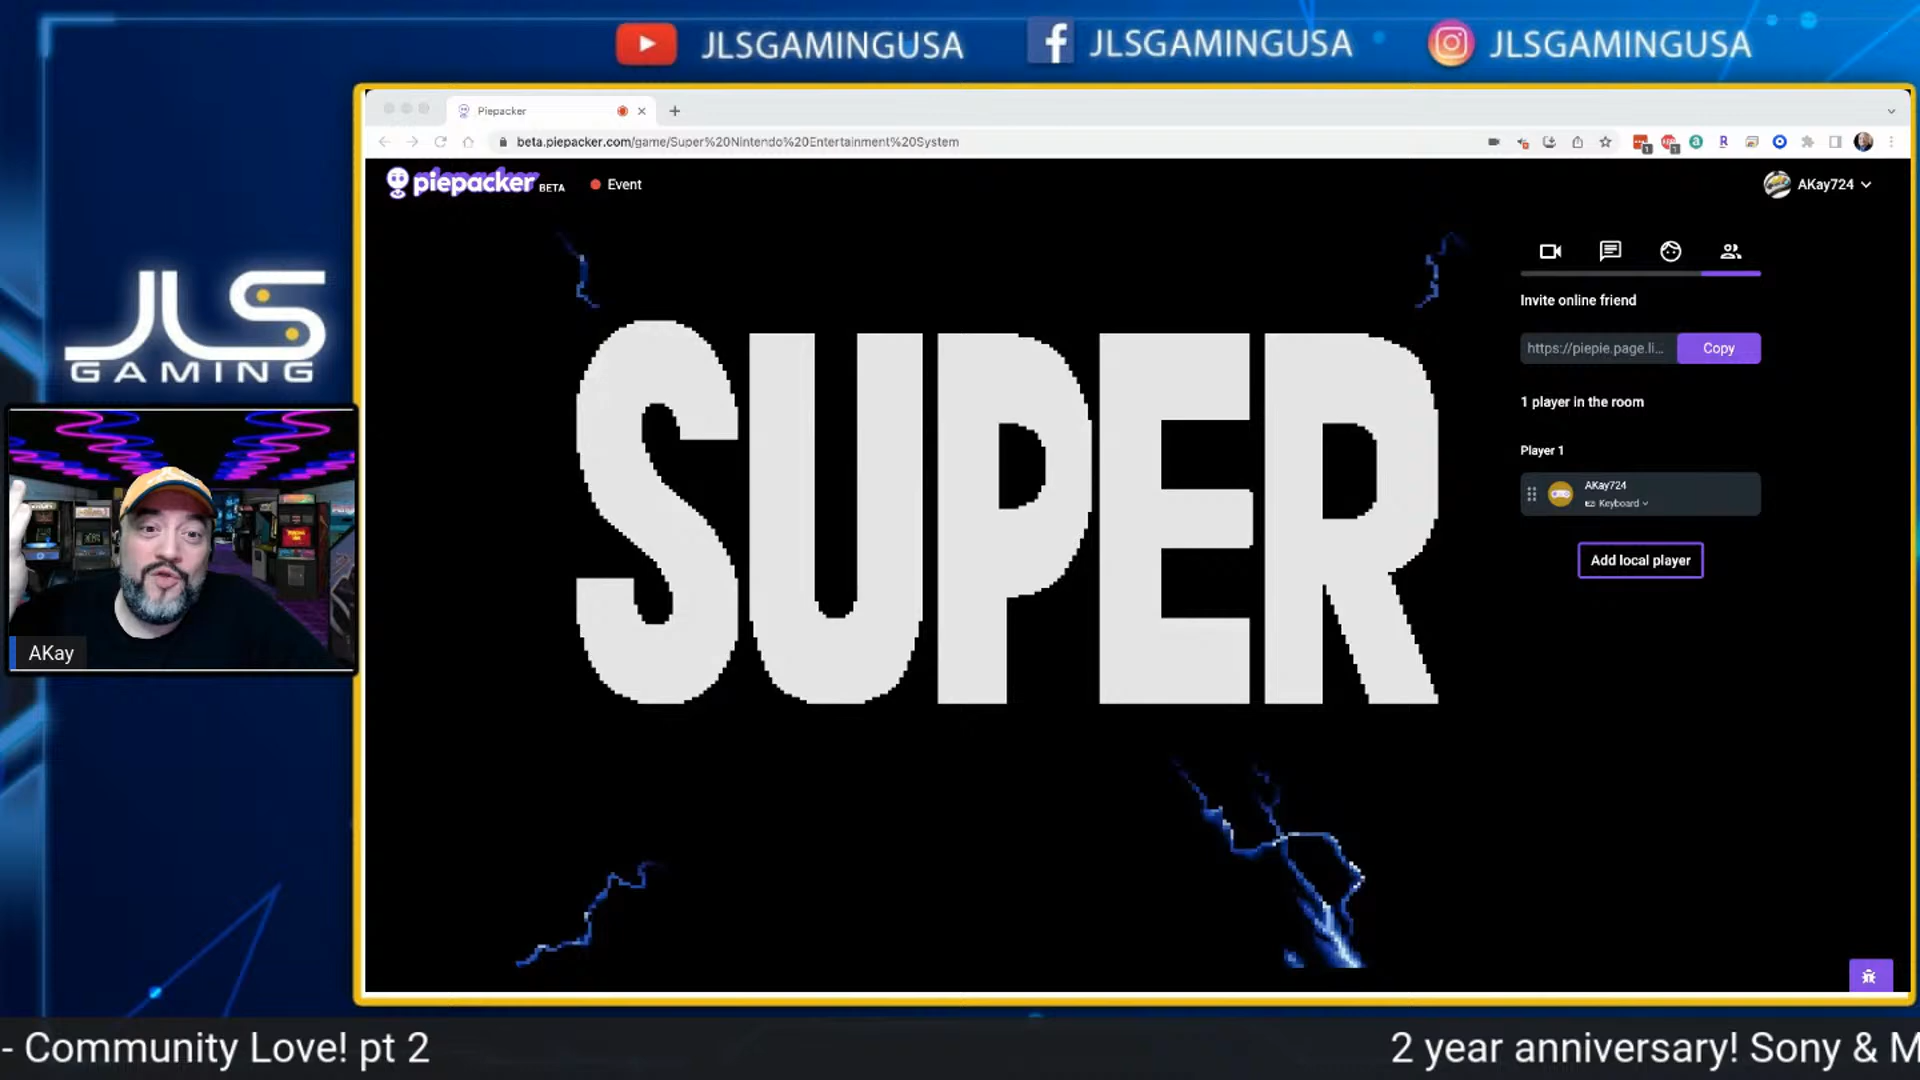 JLSGAMINGUSA
JLSGAMINGUSA
JLSGAMINGUSA
Piepacker
beta.piepacker.com/game/Super%20Nintendo%20Entertainment%20System
piepacker BETA
Event
AKay724
JLS
GAMING
SUPER
Invite online friend
https://piepie.page.li...
Copy
1 player in the room
Player 1
AKay724
Keyboard
Add local player
AKay
- Community Love! pt 2
2 year anniversary! Sony & M